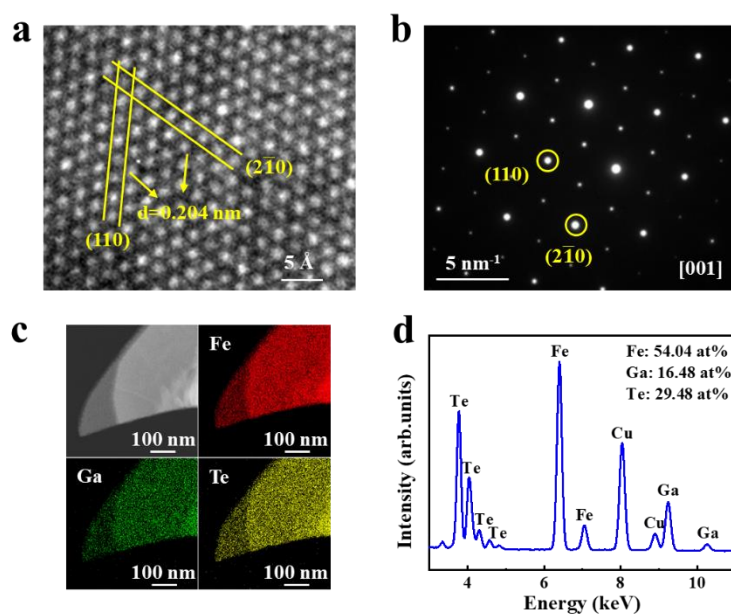 a
(21̄0)
d=0.204 nm
(110)
5 Å
b
(110)
(21̄0)
5 nm⁻¹
[001]
c
Fe
100 nm
100 nm
Ga
Te
100 nm
100 nm
d
Fe: 54.04 at%
Ga: 16.48 at%
Te: 29.48 at%
Fe
Te
Cu
Te
Ga
Te
Te
Fe
Cu
Ga
Intensity (arb.units)
4
6
8
10
Energy (keV)